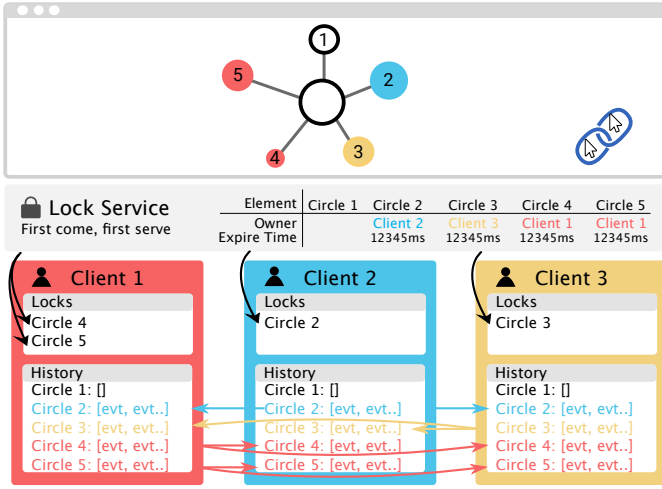 1
5
2
3
4
Lock Service
First come, first serve
Element Circle 1 Circle 2 Circle 3 Circle 4 Circle 5
Owner Client 2 Client 3 Client 1 Client 1
Expire Time 12345ms 12345ms 12345ms 12345ms
Client 1
Locks
Circle 4
Circle 5
History
Circle 1: []
Circle 2: [evt, evt..]
Circle 3: [evt, evt..]
Circle 4: [evt, evt..]
Circle 5: [evt, evt..]
Client 2
Locks
Circle 2
History
Circle 1: []
Circle 2: [evt, evt..]
Circle 3: [evt, evt..]
Circle 4: [evt, evt..]
Circle 5: [evt, evt..]
Client 3
Locks
Circle 3
History
Circle 1: []
Circle 2: [evt, evt..]
Circle 3: [evt, evt..]
Circle 4: [evt, evt..]
Circle 5: [evt, evt..]